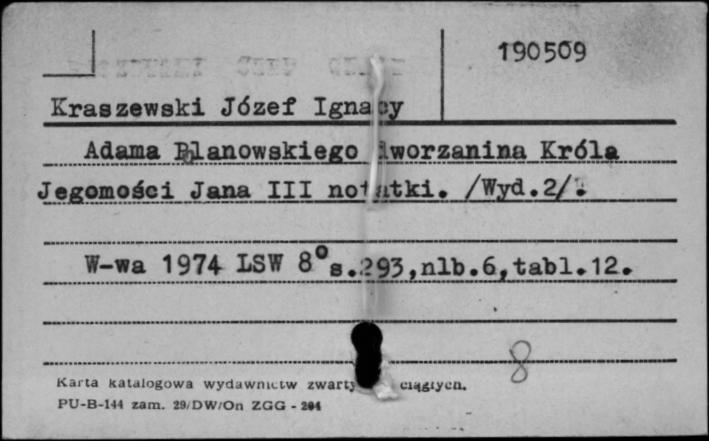 190509
Kraszewski Józef Ignacy
Adama Polanowskiego dworzanina Króla
Jegomości Jana III notatki. /Wyd.2/.
W-wa 1974 LSW 8° s.293,nlb.6,tabl.12.
8
Karta katalogowa wydawnictw zwartych ciągłych.
PU-B-144 zam. 29/DW/On ZGG - 204